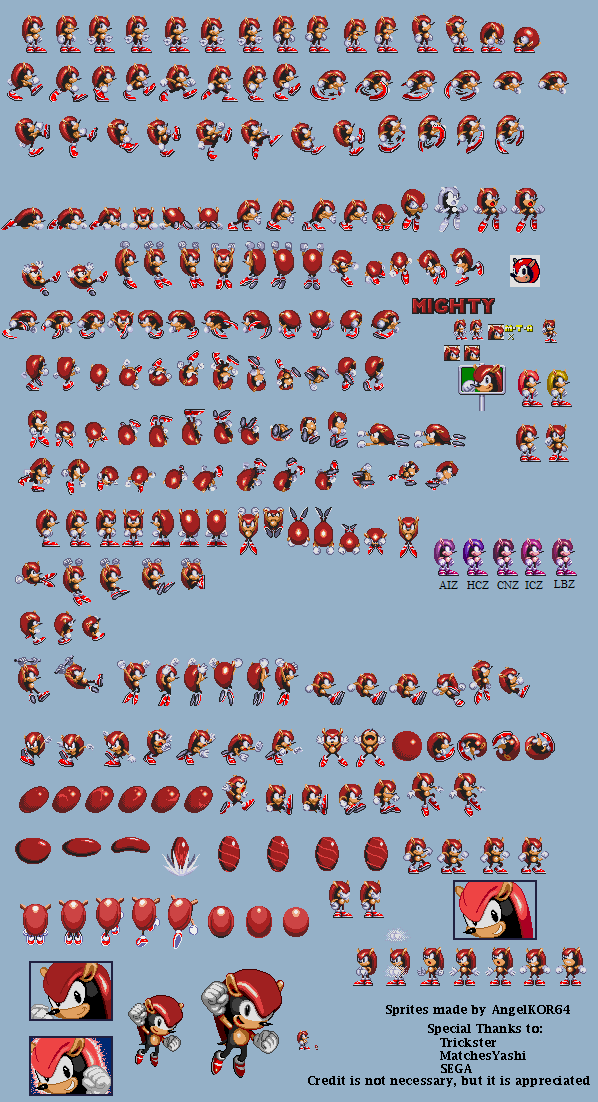 MIGHTY
M·T·A
AIZ HCZ CNZ ICZ LBZ
Sprites made by AngelKOR64
Special Thanks to:
Trickster
MatchesYashi
SEGA
Credit is not necessary, but it is appreciated